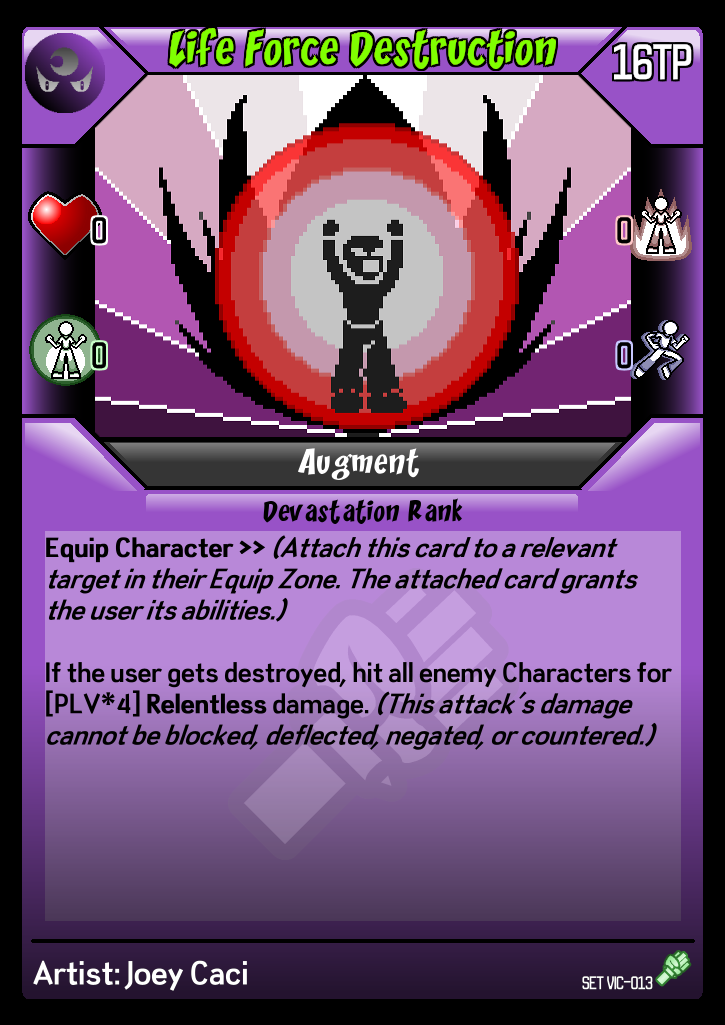 Life Force Destruction
16TP
0
0
0
0
Augment
Devastation Rank
Equip Character >> (Attach this card to a relevant
target in their Equip Zone. The attached card grants
the user its abilities.)
If the user gets destroyed, hit all enemy Characters for
[PLV*4] Relentless damage. (This attack's damage
cannot be blocked, deflected, negated, or countered.)
Artist: Joey Caci
SET VIC-013